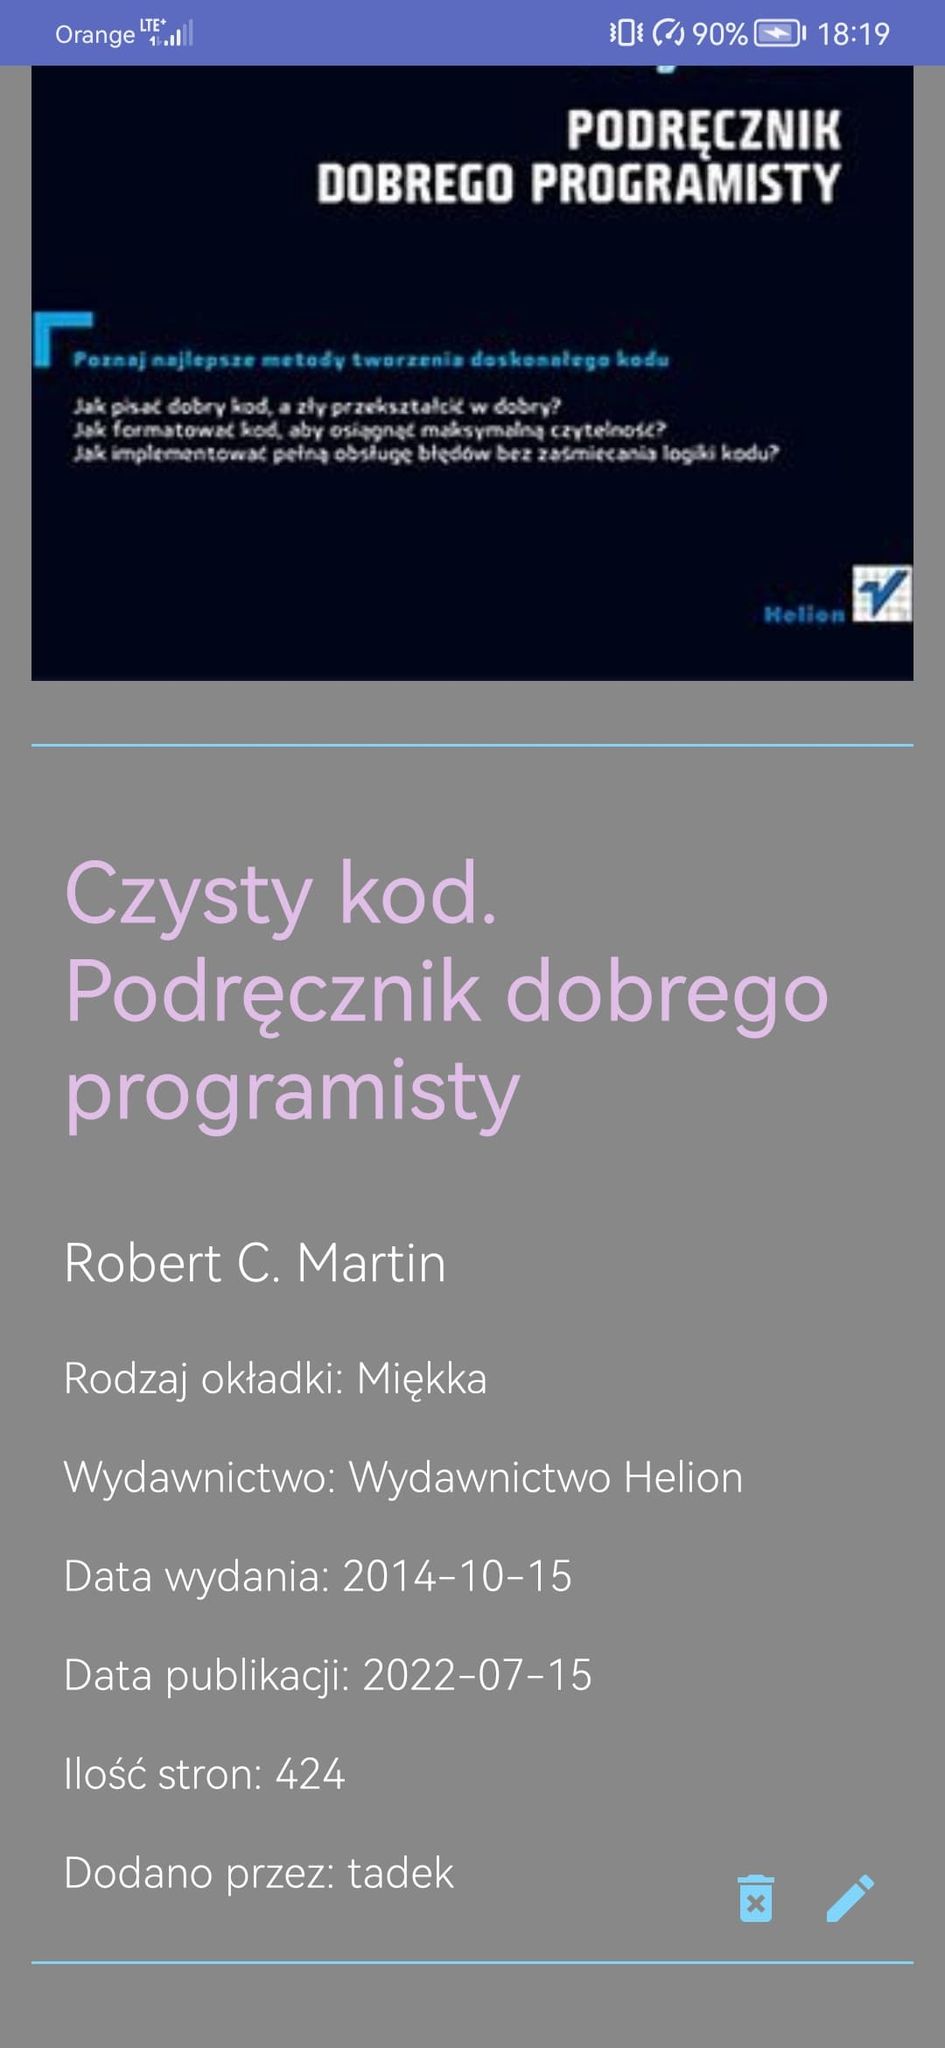 Orange LTE+
90% 18:19
PODRĘCZNIK
DOBREGO PROGRAMISTY
Poznaj najlepsze metody tworzenia doskonałego kodu
Jak pisać dobry kod, a zły przekształcić w dobry?
Jak formatować kod, aby osiągnąć maksymalną czytelność?
Jak implementować pełną obsługę błędów bez zaśmiecania logiki kodu?
Helion
Czysty kod.
Podręcznik dobrego
programisty
Robert C. Martin
Rodzaj okładki: Miękka
Wydawnictwo: Wydawnictwo Helion
Data wydania: 2014-10-15
Data publikacji: 2022-07-15
Ilość stron: 424
Dodano przez: tadek